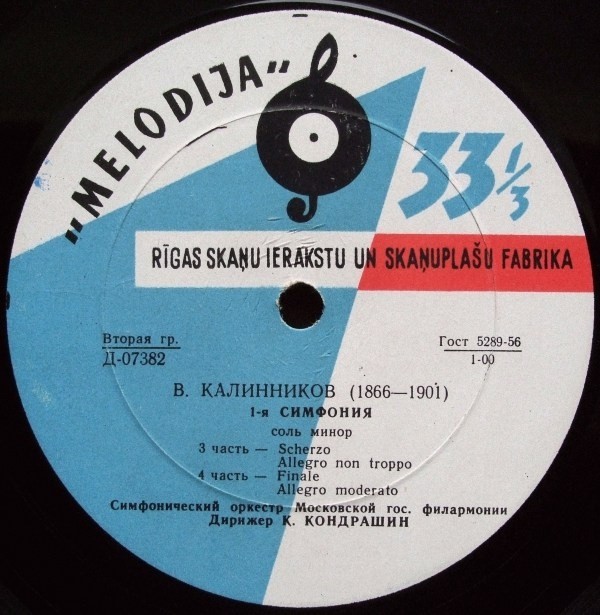 „MELODIJA”
33 1/3
RĪGAS SKAŅU IERAKSTU UN SKAŅUPLAŠU FABRIKA
Вторая гр.
Д-07382
Гост 5289-56
1-00
В. КАЛИННИКОВ (1866—1901)
1-я СИМФОНИЯ
соль минор
3 часть — Scherzo
Allegro non troppo
4 часть — Finale
Allegro moderato
Симфонический оркестр Московской гос. филармонии
Дирижер К. КОНДРАШИН